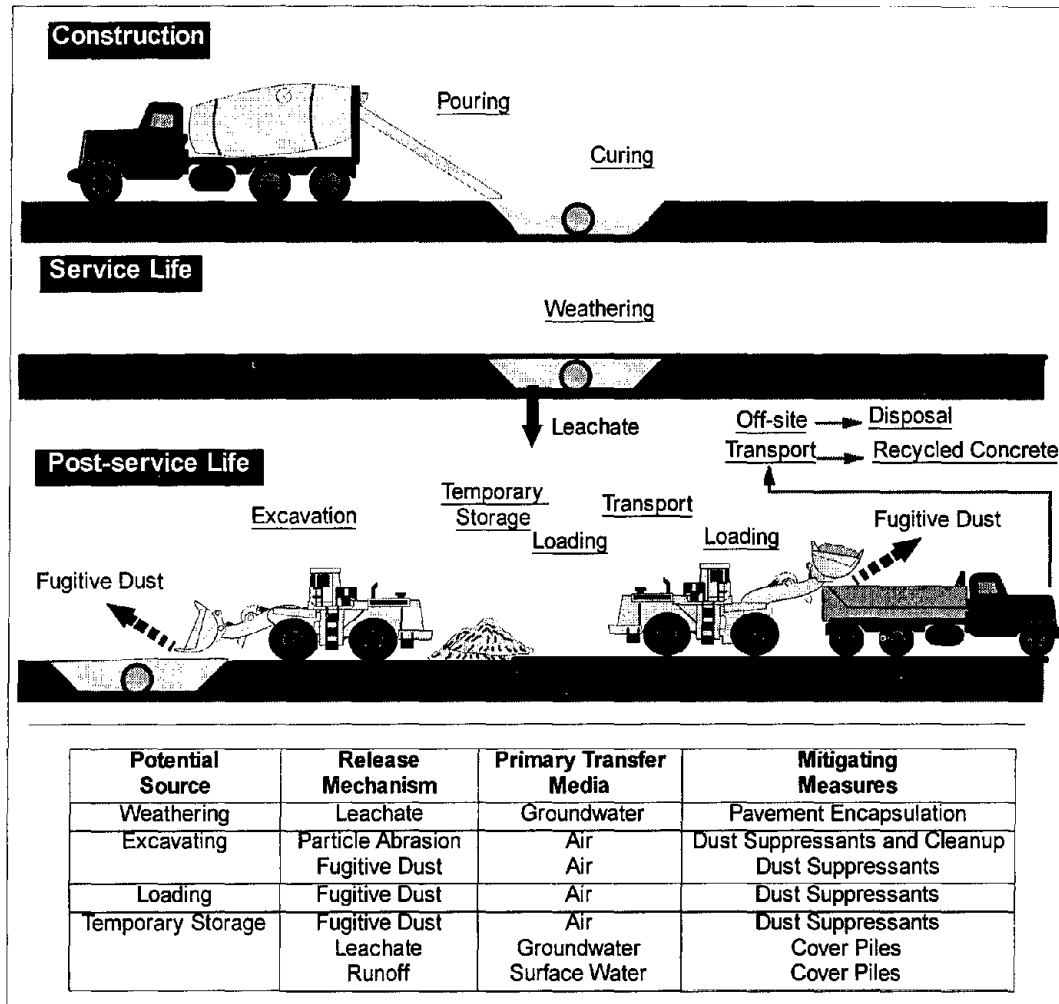 Construction
Pouring
Curing
Service Life
Weathering
Leachate
Off-site Disposal
Transport Recycled Concrete
Post-service Life
Excavation
Temporary
Storage
Transport
Loading
Loading
Fugitive Dust
Fugitive Dust
Potential Source Release Mechanism Primary Transfer Media Mitigating Measures
Weathering Leachate Groundwater Pavement Encapsulation
Excavating Particle Abrasion Air Dust Suppressants and Cleanup
Fugitive Dust Air Dust Suppressants
Loading Fugitive Dust Air Dust Suppressants
Temporary Storage Fugitive Dust Air Dust Suppressants
Leachate Groundwater Cover Piles
Runoff Surface Water Cover Piles